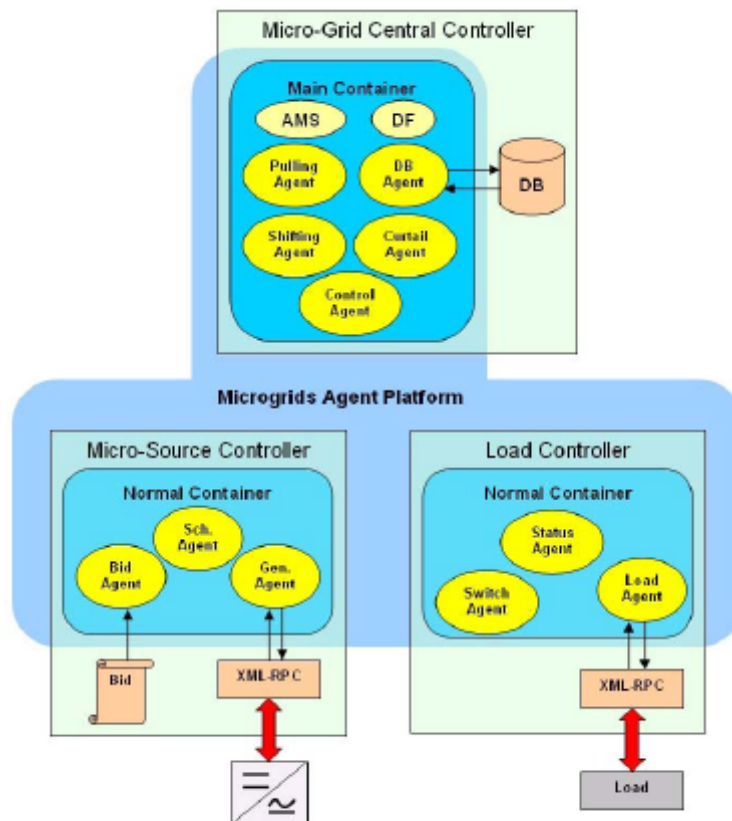 Micro-Grid Central Controller
Main Container
AMS
DF
Pulling
Agent
DB
Agent
DB
Shifting
Agent
Curtail
Agent
Control
Agent
Microgrids Agent Platform
Micro-Source Controller
Normal Container
Sch.
Agent
Bid
Agent
Gen.
Agent
Bid
XML-RPC
Load Controller
Normal Container
Status
Agent
Switch
Agent
Load
Agent
XML-RPC
Load